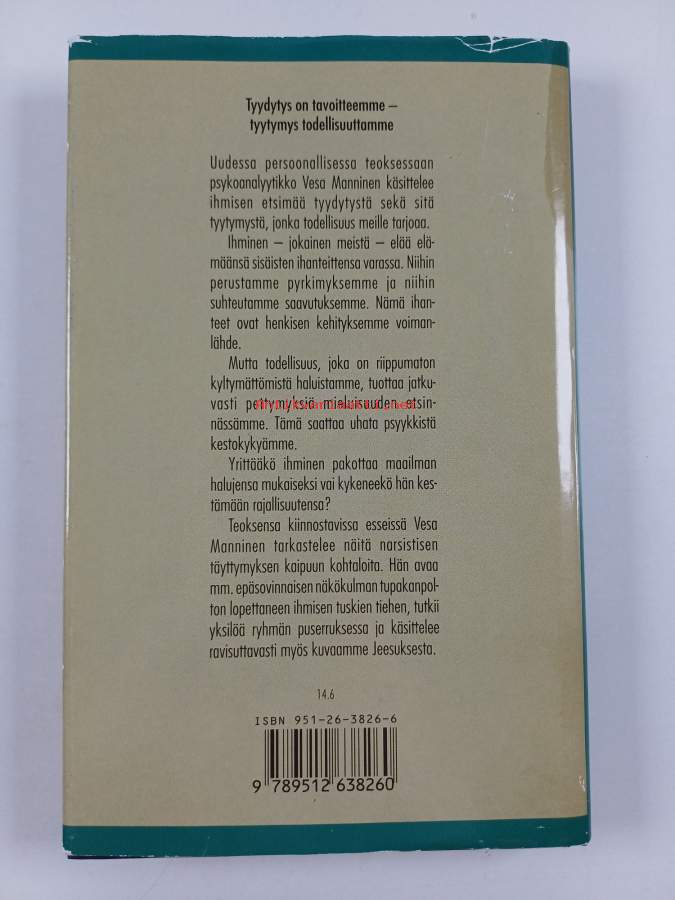 Tyydytys on tavoitteemme –
tyytymys todellisuuttamme
Uudessa persoonallisessa teoksessaan
psykoanalyytikko Vesa Manninen käsittelee
ihmisen etsimää tyydytystä sekä sitä
tyytymystä, jonka todellisuus meille tarjoaa.
Ihminen – jokainen meistä – elää elä-
määnsä sisäisten ihanteittensa varassa. Niihin
perustamme pyrkimyksemme ja niihin
suhteutamme saavutuksemme. Nämä ihan-
teet ovat henkisen kehityksemme voiman-
lähde.
Mutta todellisuus, joka on riippumaton
kyltymättömistä haluistamme, tuottaa jatku-
vasti pettymyksiä mieluisuuden etsin-
nässämme. Tämä saattaa uhata psyykkistä
kestokykyämme.
Yrittääkö ihminen pakottaa maailman
halujensa mukaiseksi vai kykeneekö hän kes-
tämään rajallisuutensa?
Teoksensa kiinnostavissa esseissä Vesa
Manninen tarkastelee näitä narsistisen
täyttymyksen kaipuun kohtaloita. Hän avaa
mm. epäsovinnaisen näkökulman tupakanpol-
ton lopettaneen ihmisen tuskien tiehen, tutkii
yksilöä ryhmän puserruksessa ja käsittelee
ravisuttavasti myös kuvaamme Jeesuksesta.
14.6
ISBN 951-26-3826-6
9 789512 638260